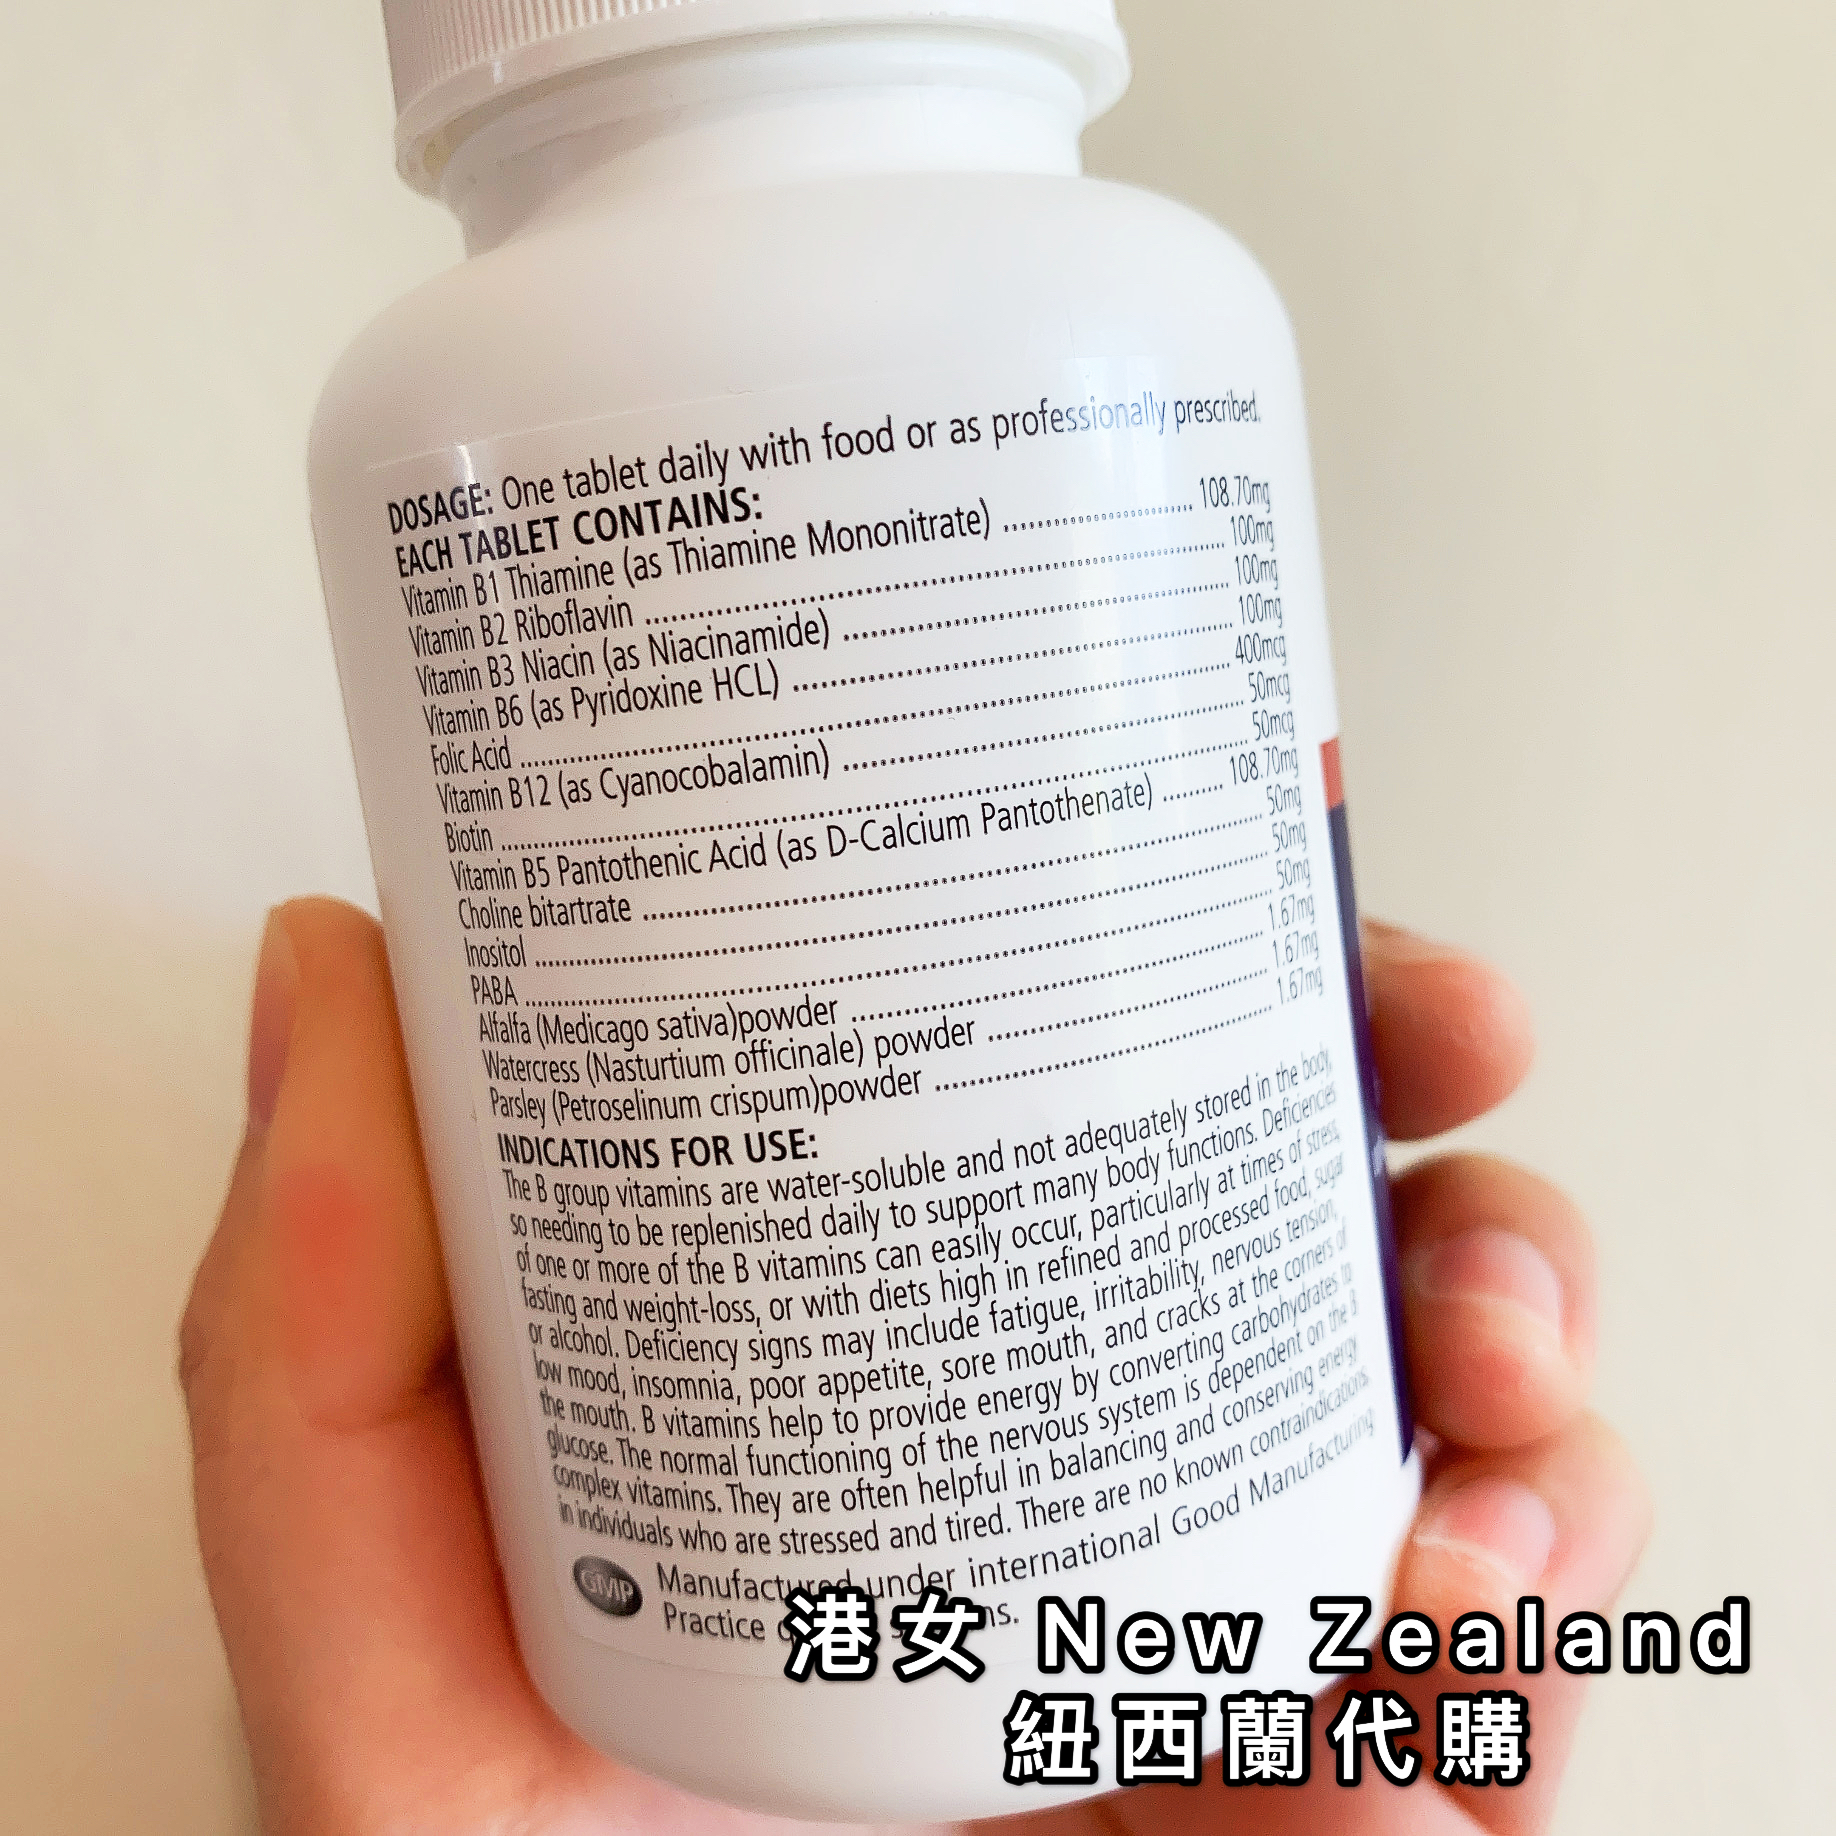 DOSAGE: One tablet daily with food or as professionally prescribed.
EACH TABLET CONTAINS:
Vitamin B1 Thiamine (as Thiamine Mononitrate) ........................ 108.70mg
Vitamin B2 Riboflavin ........................ 100mg
Vitamin B3 Niacin (as Niacinamide) ........................ 100mg
Vitamin B6 (as Pyridoxine HCL) ........................ 100mg
Folic Acid ........................ 400mcg
Vitamin B12 (as Cyanocobalamin) ........................ 50mcg
Biotin ........................ 50mcg
Vitamin B5 Pantothenic Acid (as D-Calcium Pantothenate) .......... 108.70mg
Choline bitartrate ........................ 50mg
Inositol ........................ 50mg
PABA ........................ 50mg
Alfalfa (Medicago sativa)powder ........................ 1.67mg
Watercress (Nasturtium officinale) powder ........................ 1.67mg
Parsley (Petroselinum crispum)powder ........................ 1.67mg
INDICATIONS FOR USE:
The B group vitamins are water-soluble and not adequately stored in the body,
so needing to be replenished daily to support many body functions. Deficiencies
of one or more of the B vitamins can easily occur, particularly at times of stress,
fasting and weight-loss, or with diets high in refined and processed food, sugar
or alcohol. Deficiency signs may include fatigue, irritability, nervous tension,
low mood, insomnia, poor appetite, sore mouth, and cracks at the corners of
the mouth. B vitamins help to provide energy by converting carbohydrates to
glucose. The normal functioning of the nervous system is dependent on the B
complex vitamins. They are often helpful in balancing and conserving energy
in individuals who are stressed and tired. There are no known contraindications.
GMP
Manufactured under international Good Manufacturing
Practice
港女 New Zealand
紐西蘭代購